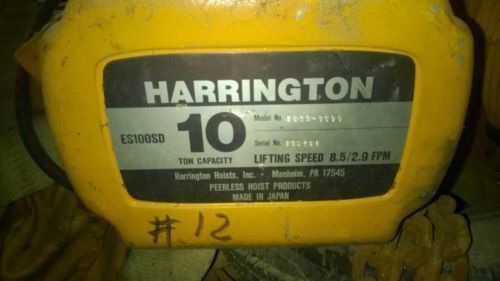 HARRINGTON
ES100SD
10
TON CAPACITY
Model No.
Serial No.
LIFTING SPEED 8.5/2.9 FPM
Harrington Hoists, Inc. · Manheim, PA 17545
PEERLESS HOIST PRODUCTS
MADE IN JAPAN
#12